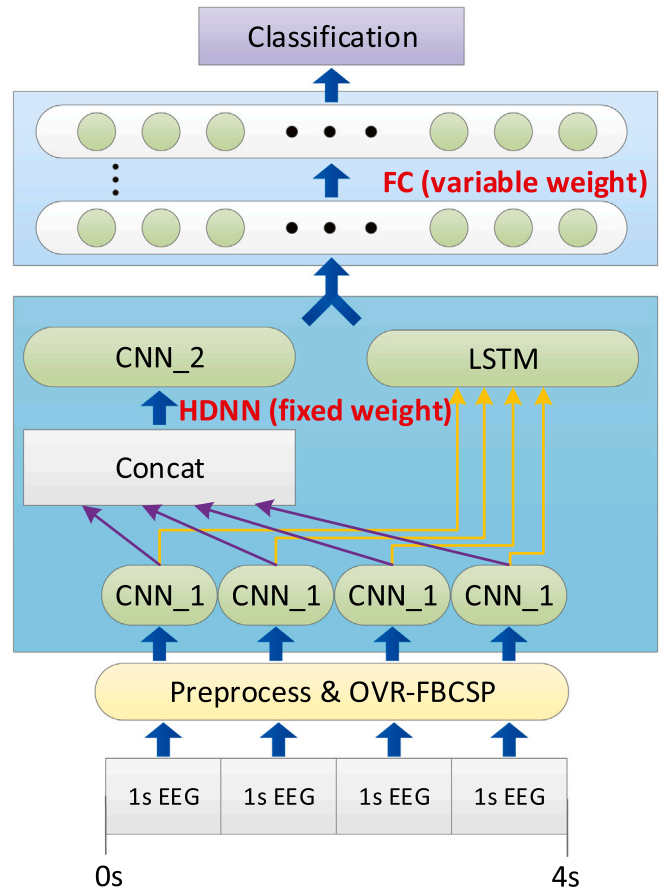 Classification
FC (variable weight)
CNN_2
LSTM
HDNN (fixed weight)
Concat
CNN_1 CNN_1 CNN_1 CNN_1
Preprocess & OVR-FBCSP
1s EEG 1s EEG 1s EEG 1s EEG
0s 4s